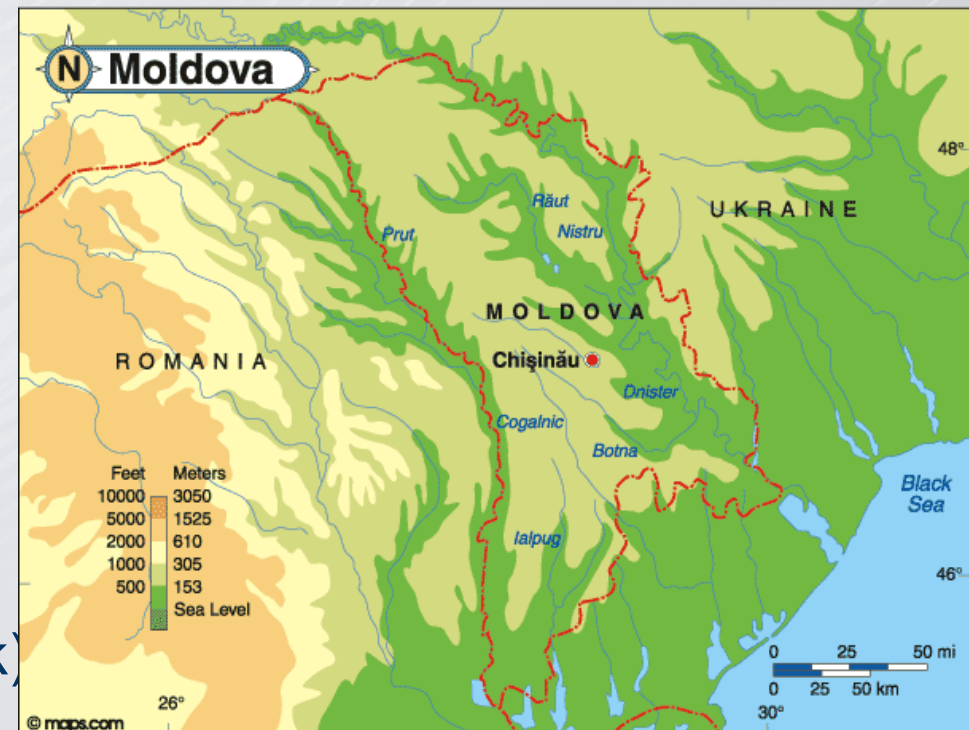 N Moldova
48°
Răut
UKRAINE
Nistru
Prut
MOLDOVA
Chişinău
ROMANIA
Dnister
Cogalnic
Botna
Feet Meters
10000 3050
5000 1525
2000 610
1000 305
500 153
Sea Level
Black
Sea
Ialpug
46°
k)
0 25 50 mi
0 25 50 km
26°
30°
© maps.com